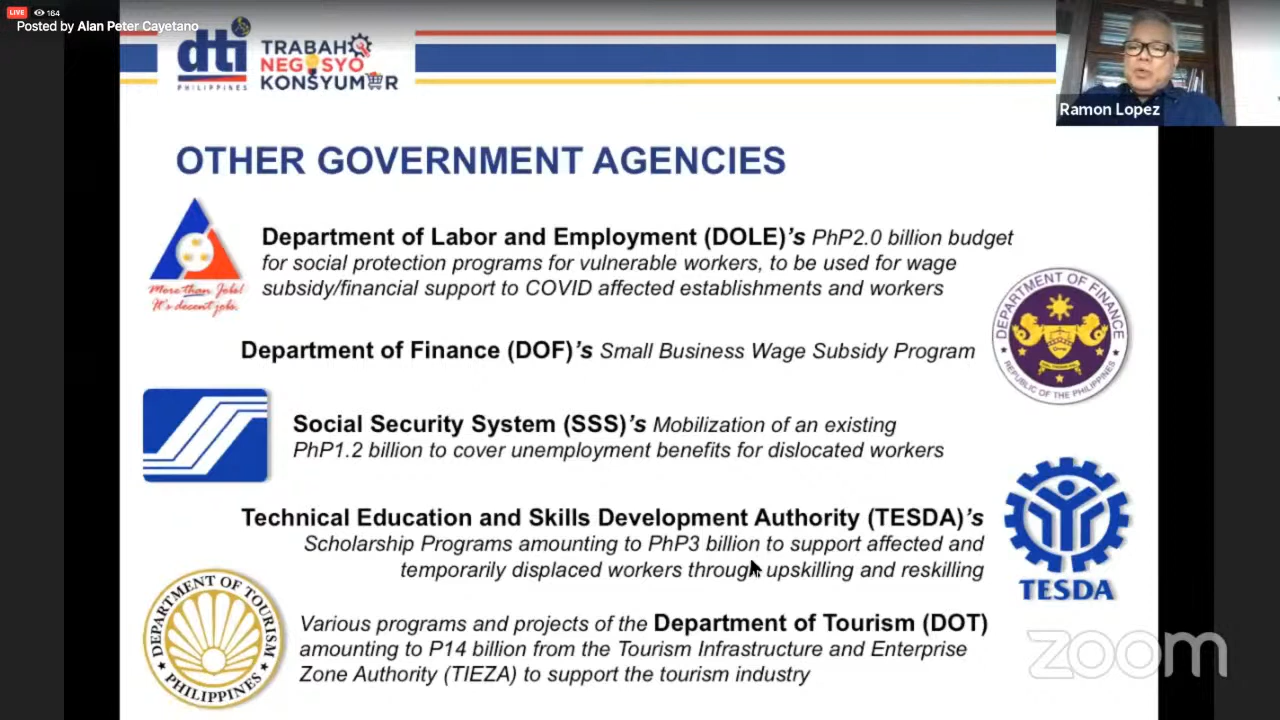 LIVE 164
Posted by Alan Peter Cayetano
dti
PHILIPPINES
TRABAHO
NEGOSYO
KONSYUMER
Ramon Lopez
OTHER GOVERNMENT AGENCIES
More than Jobs!
It's decent jobs.
Department of Labor and Employment (DOLE)'s PhP2.0 billion budget
for social protection programs for vulnerable workers, to be used for wage
subsidy/financial support to COVID affected establishments and workers
DEPARTMENT OF FINANCE
REPUBLIC OF THE PHILIPPINES
Department of Finance (DOF)'s Small Business Wage Subsidy Program
Social Security System (SSS)'s Mobilization of an existing
PhP1.2 billion to cover unemployment benefits for dislocated workers
Technical Education and Skills Development Authority (TESDA)'s
Scholarship Programs amounting to PhP3 billion to support affected and
temporarily displaced workers through upskilling and reskilling
TESDA
DEPARTMENT OF TOURISM
PHILIPPINES
Various programs and projects of the Department of Tourism (DOT)
amounting to P14 billion from the Tourism Infrastructure and Enterprise
Zone Authority (TIEZA) to support the tourism industry
zoom